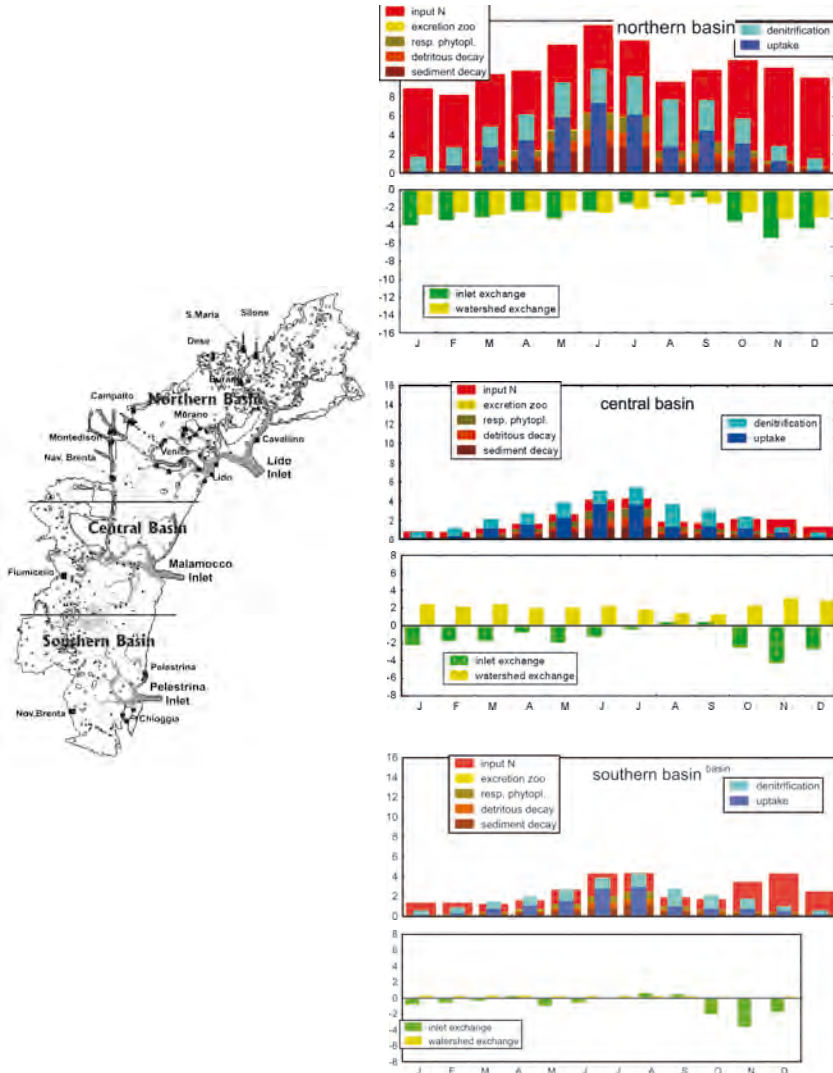 S.Maria
Silone
Dese
Burano
Northern Basin
Campalto
Murano
Montedison
Venice
Cavallino
Nav. Brenta
Lido
Lido
Inlet
Central Basin
Fiumicello
Malamocco
Inlet
Southern Basin
Pelestrina
Pelestrina
Inlet
Nav.Brenta
Chioggia
input N
excretion zoo
resp. phytopl.
detritous decay
sediment decay
northern basin
denitrification
uptake
8
6
4
2
0
0
-2
-4
-6
-8
-10
-12
-14
-16
inlet exchange
watershed exchange
J F M A M J J A S O N D
16
14
12
10
8
6
4
2
0
input N
excretion zoo
resp. phytopl.
detritous decay
sediment decay
central basin
denitrification
uptake
8
6
4
2
0
-2
-4
-6
-8
inlet exchange
watershed exchange
J F M A M J J A S O N D
16
14
12
10
8
6
4
2
0
input N
excretion zoo
resp. phytopl.
detritous decay
sediment decay
southern basin basin
denitrification
uptake
8
6
4
2
0
-2
-4
-6
-8
inlet exchange
watershed exchange
J F M A M J J A S O N D